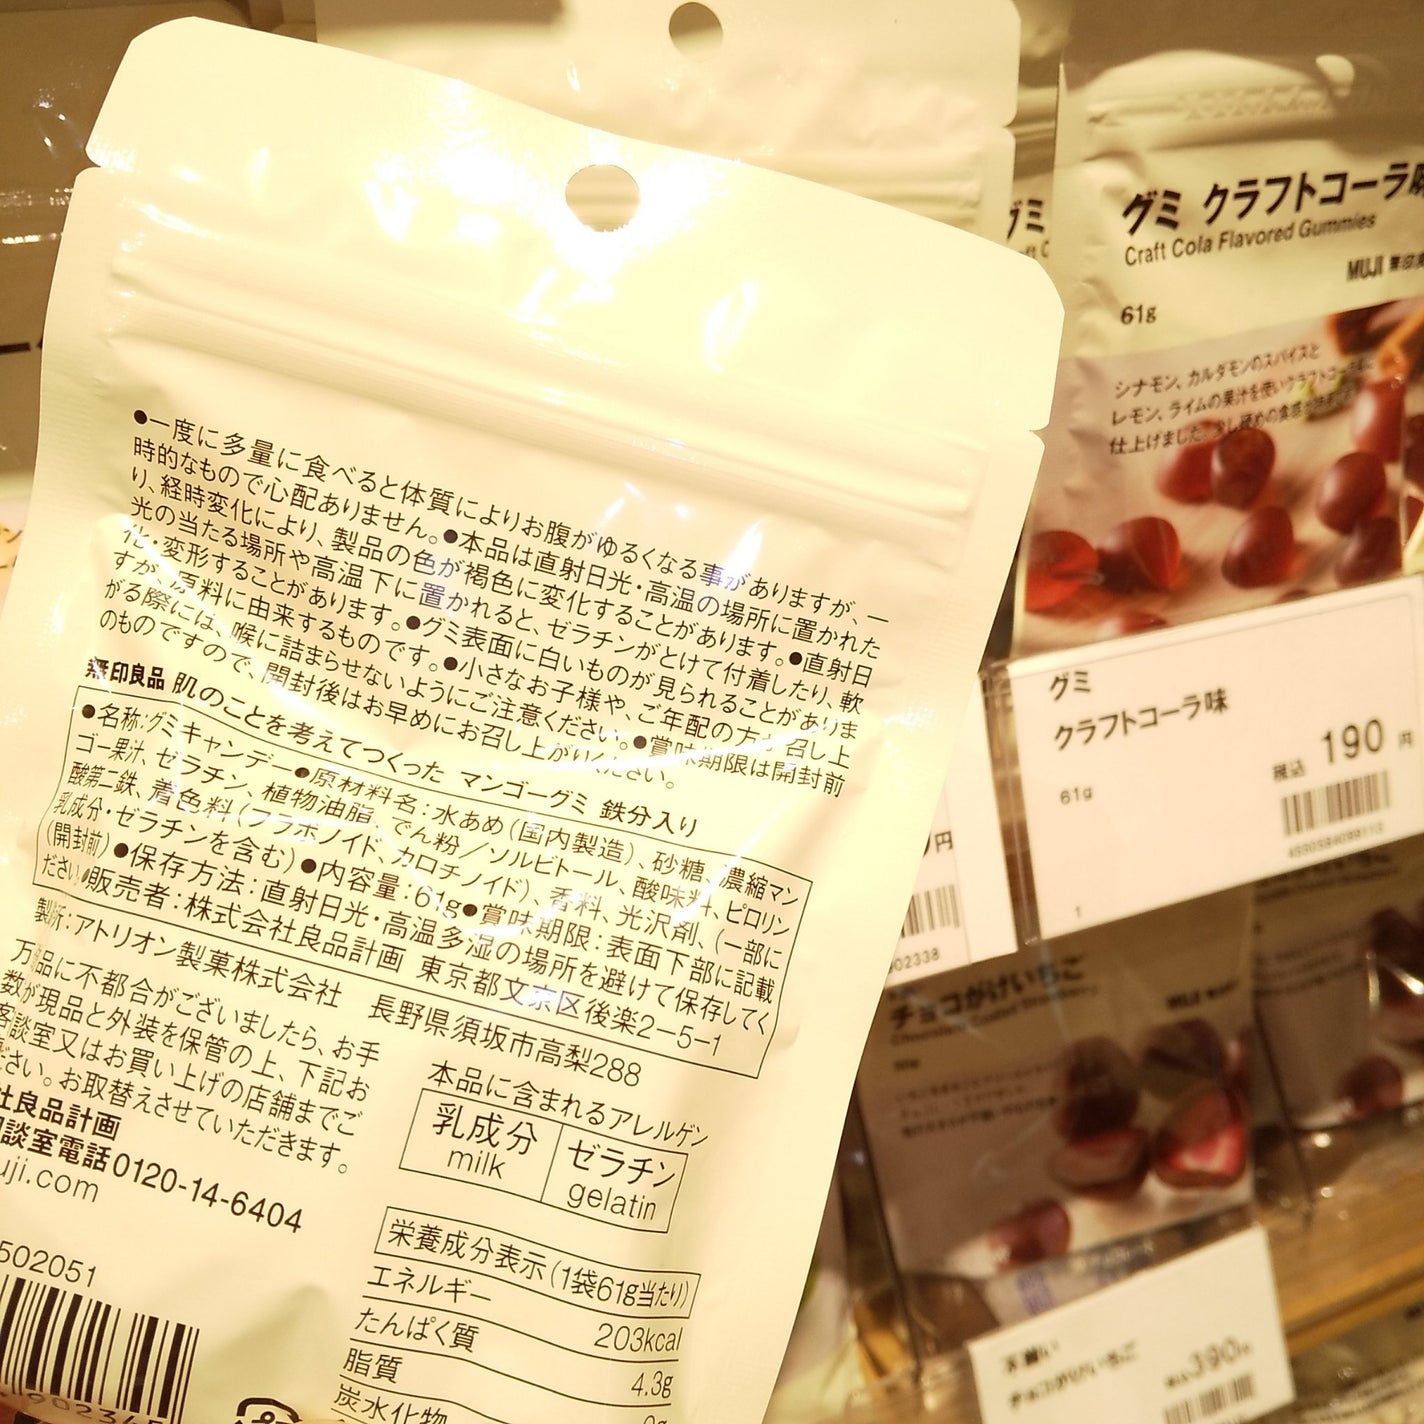 ●一度に多量に食べると体質によりお腹がゆるくなる事がありますが、一
時的なもので心配ありません。●本品は直射日光・高温の場所に置かれた
り、経時変化により、製品の色が褐色に変化することがあります。●直射日
光の当たる場所や高温下に置かれると、ゼラチンがとけて付着したり、軟
化・変形することがあります。●グミ表面に白いものが見られることがありま
すが、原料に由来するものです。●小さなお子様や、ご年配の方が召し上
がる際には、喉に詰まらせないようにご注意ください。●賞味期限は開封前
のものですので、開封後はお早めにお召し上がりください。
無印良品 肌のことを考えてつくった マンゴーグミ 鉄分入り
●名称:グミキャンデー●原材料名:水あめ(国内製造)、砂糖、濃縮マン
ゴー果汁、ゼラチン、植物油脂、でん粉/ソルビトール、酸味料、ピロリン
酸第二鉄、着色料(フラボノイド、カロチノイド)、香料、光沢剤、(一部に
乳成分・ゼラチンを含む)●内容量:61g●賞味期限:表面下部に記載
(開封前)●保存方法:直射日光・高温多湿の場所を避けて保存してく
ださい●販売者:株式会社良品計画 東京都文京区後楽2-5-1
製所:アトリオン製菓株式会社 長野県須坂市高梨288
万 品に不都合がございましたら、お手
数 が現品と外装を保管の上、下記お
客談室又はお買い上げの店舗までご
ださい。お取替えさせていただきます。
社良品計画
談室電話0120-14-6404
uji.com
502051
本品に含まれるアレルゲン
乳成分 ゼラチン
milk gelatin
栄養成分表示(1袋61g当たり)
エネルギー 203kcal
たんぱく質 4.3g
脂質
炭水化物
グミ クラフトコーラ味
Craft Cola Flavored Gummies
MUJI 無印良
61g
シナモン、カルダモンのスパイスと
レモン、ライムの果汁を使いクラフトコーラ
仕上げました。少し硬めの食感
グミ
クラフトコーラ味
61g
税込 190 円
4550584099113
1
円
02338
チョコがけいちご
MUJI
不揃い
チョコがけいちご
390